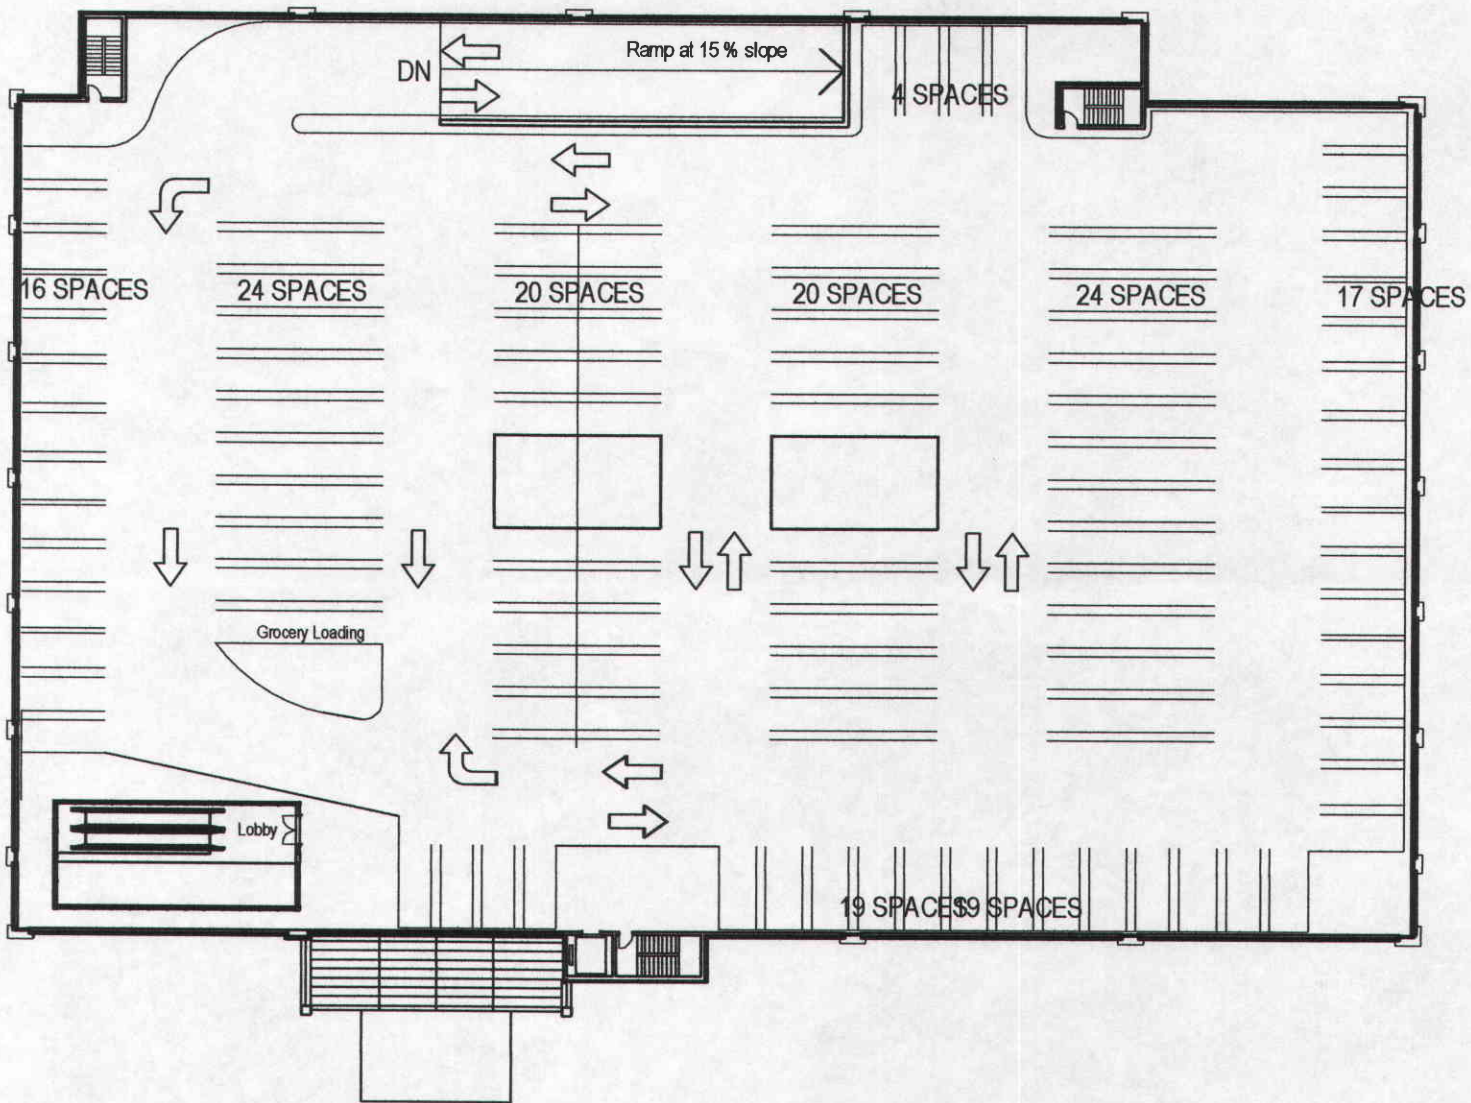 Ramp at 15 % slope
DN
4 SPACES
16 SPACES
24 SPACES
20 SPACES
20 SPACES
24 SPACES
17 SPACES
Grocery Loading
Lobby
19 SPACES
19 SPACES